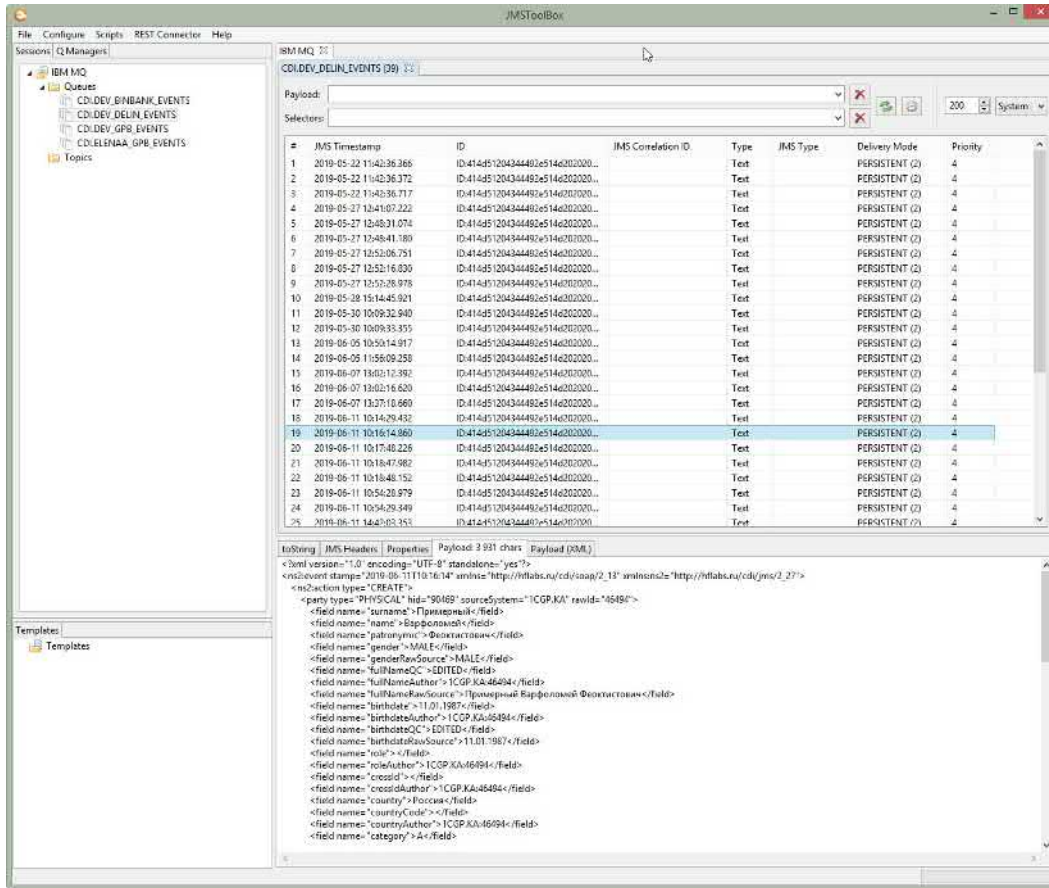 JMSToolBox
File Configure Scripts REST Connector Help
Sessions Q Managers
IBM MQ
Queues
CDI.DEV_BINBANK_EVENTS
CDI.DEV_DELIN_EVENTS
CDI.DEV_GPB_EVENTS
CDI.ELENAA_GPB_EVENTS
Topics
Templates
Templates
IBM MQ
CDI.DEV_DELIN_EVENTS (39)
Payload:
Selectors:
200 System
# JMS Timestamp ID JMS Correlation ID Type JMS Type Delivery Mode Priority
1 2019-05-22 11:42:36.366 ID:414d51204344492e514d202020... Text PERSISTENT (2) 4
2 2019-05-22 11:42:36.372 ID:414d51204344492e514d202020... Text PERSISTENT (2) 4
3 2019-05-22 11:42:36.717 ID:414d51204344492e514d202020... Text PERSISTENT (2) 4
4 2019-05-27 12:41:07.222 ID:414d51204344492e514d202020... Text PERSISTENT (2) 4
5 2019-05-27 12:48:31.074 ID:414d51204344492e514d202020... Text PERSISTENT (2) 4
6 2019-05-27 12:48:41.180 ID:414d51204344492e514d202020... Text PERSISTENT (2) 4
7 2019-05-27 12:52:06.751 ID:414d51204344492e514d202020... Text PERSISTENT (2) 4
8 2019-05-27 12:52:16.830 ID:414d51204344492e514d202020... Text PERSISTENT (2) 4
9 2019-05-27 12:52:28.978 ID:414d51204344492e514d202020... Text PERSISTENT (2) 4
10 2019-05-28 15:14:45.921 ID:414d51204344492e514d202020... Text PERSISTENT (2) 4
11 2019-05-30 10:09:32.940 ID:414d51204344492e514d202020... Text PERSISTENT (2) 4
12 2019-05-30 10:09:33.355 ID:414d51204344492e514d202020... Text PERSISTENT (2) 4
13 2019-06-05 10:50:14.917 ID:414d51204344492e514d202020... Text PERSISTENT (2) 4
14 2019-06-05 11:56:09.258 ID:414d51204344492e514d202020... Text PERSISTENT (2) 4
15 2019-06-07 13:02:12.392 ID:414d51204344492e514d202020... Text PERSISTENT (2) 4
16 2019-06-07 13:02:16.620 ID:414d51204344492e514d202020... Text PERSISTENT (2) 4
17 2019-06-07 13:37:18.660 ID:414d51204344492e514d202020... Text PERSISTENT (2) 4
18 2019-06-11 10:14:29.432 ID:414d51204344492e514d202020... Text PERSISTENT (2) 4
19 2019-06-11 10:16:14.860 ID:414d51204344492e514d202020... Text PERSISTENT (2) 4
20 2019-06-11 10:17:48.226 ID:414d51204344492e514d202020... Text PERSISTENT (2) 4
21 2019-06-11 10:18:47.982 ID:414d51204344492e514d202020... Text PERSISTENT (2) 4
22 2019-06-11 10:18:48.152 ID:414d51204344492e514d202020... Text PERSISTENT (2) 4
23 2019-06-11 10:54:28.979 ID:414d51204344492e514d202020... Text PERSISTENT (2) 4
24 2019-06-11 10:54:29.349 ID:414d51204344492e514d202020... Text PERSISTENT (2) 4
25 2019-06-11 14:42:03.353 ID:414d51204344492e514d202020... Text PERSISTENT (2) 4
toString JMS Headers Properties Payload: 3 931 chars Payload (XML)
<?xml version="1.0" encoding="UTF-8" standalone="yes"?>
<ns2:event stamp="2019-06-11T10:16:14" xmlns="http://hflabs.ru/cdi/soap/2_13" xmlns:ns2="http://hflabs.ru/cdi/jms/2_27">
<ns2:action type="CREATE">
<party type="PHYSICAL" hid="90469" sourceSystem="1CGP.KA" rawId="46494">
<field name="surname">Примерный</field>
<field name="name">Варфоломей</field>
<field name="patronymic">Феоктистович</field>
<field name="gender">MALE</field>
<field name="genderRawSource">MALE</field>
<field name="fullNameQC">EDITED</field>
<field name="fullNameAuthor">1CGP.KA:46494</field>
<field name="fullNameRawSource">Примерный Варфоломей Феоктистович</field>
<field name="birthdate">11.01.1987</field>
<field name="birthdateAuthor">1CGP.KA:46494</field>
<field name="birthdateQC">EDITED</field>
<field name="birthdateRawSource">11.01.1987</field>
<field name="role"></field>
<field name="roleAuthor">1CGP.KA:46494</field>
<field name="crossId"></field>
<field name="crossIdAuthor">1CGP.KA:46494</field>
<field name="country">Россия</field>
<field name="countryCode"></field>
<field name="countryAuthor">1CGP.KA:46494</field>
<field name="category">A</field>